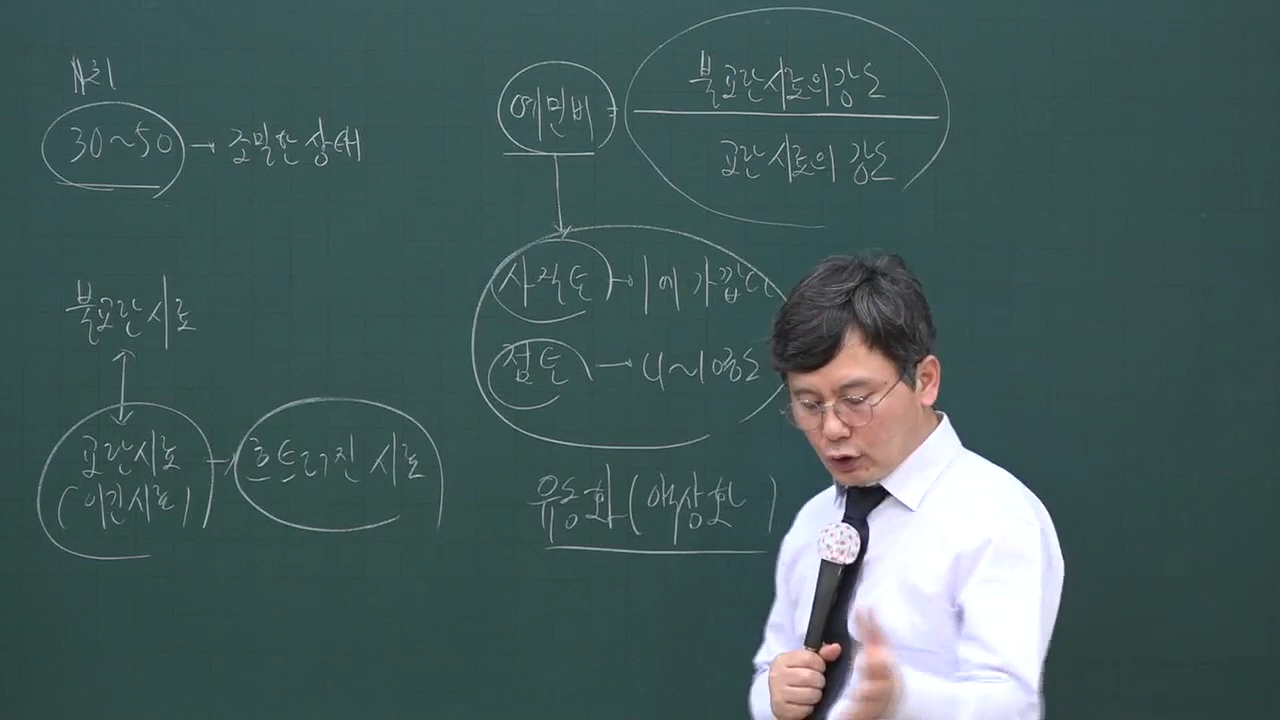 N치
30~50 → 조밀한 상태
불교란시료
교란시료
(이긴시료)
흐트러진 시료
예민비 =
불교란시료의 강도
교란시료의 강도
사질토 → 1에 가깝다
점토 → 4~10정도
유동화(액상화)